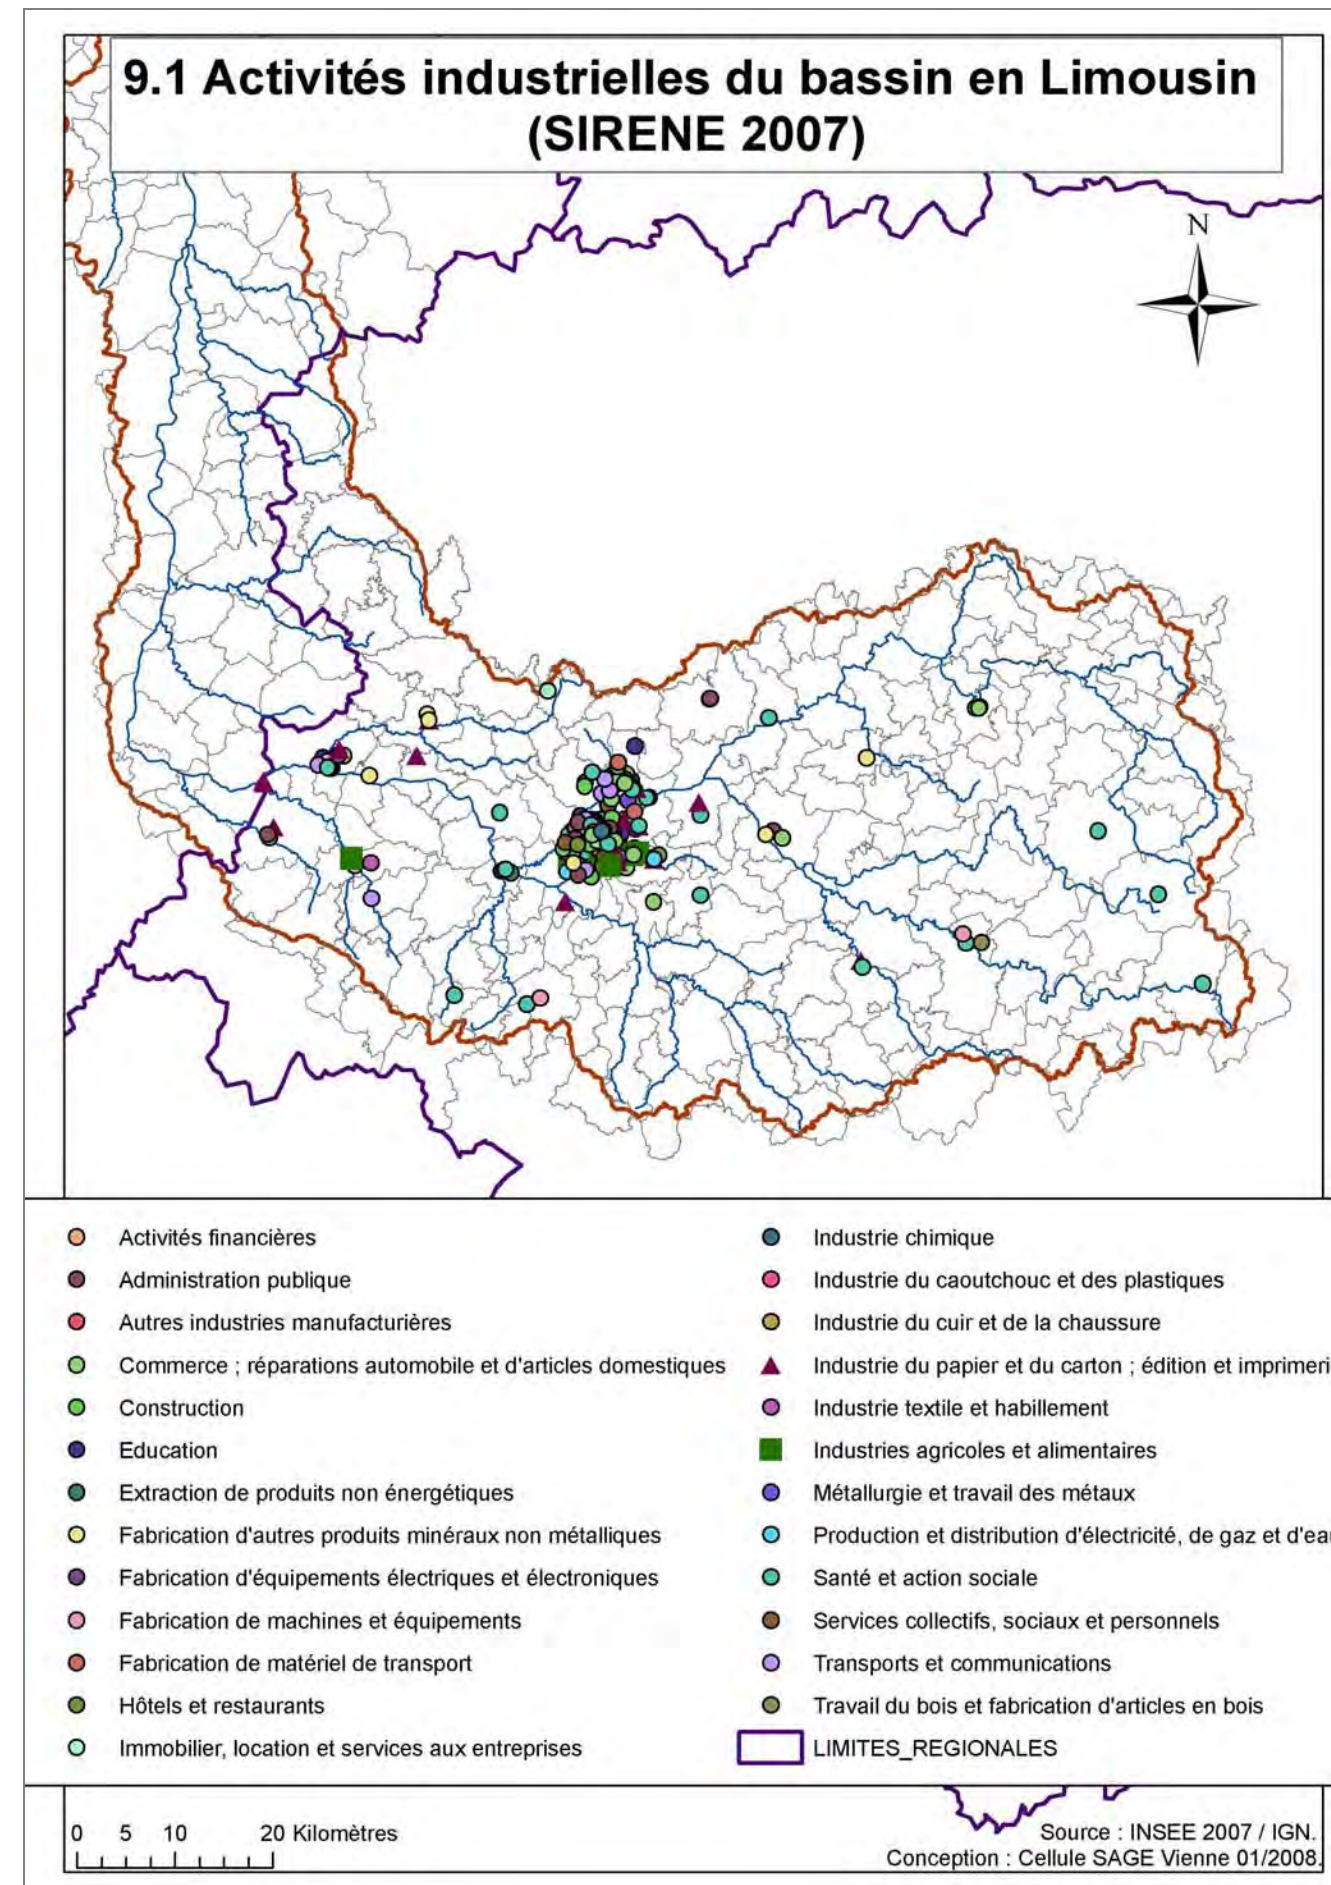 9.1 Activités industrielles du bassin en Limousin
(SIRENE 2007)
N
Activités financières
Administration publique
Autres industries manufacturières
Commerce ; réparations automobile et d'articles domestiques
Construction
Education
Extraction de produits non énergétiques
Fabrication d'autres produits minéraux non métalliques
Fabrication d'équipements électriques et électroniques
Fabrication de machines et équipements
Fabrication de matériel de transport
Hôtels et restaurants
Immobilier, location et services aux entreprises
Industrie chimique
Industrie du caoutchouc et des plastiques
Industrie du cuir et de la chaussure
Industrie du papier et du carton ; édition et imprimeri
Industrie textile et habillement
Industries agricoles et alimentaires
Métallurgie et travail des métaux
Production et distribution d'électricité, de gaz et d'eau
Santé et action sociale
Services collectifs, sociaux et personnels
Transports et communications
Travail du bois et fabrication d'articles en bois
LIMITES_REGIONALES
0 5 10 20 Kilomètres
Source : INSEE 2007 / IGN.
Conception : Cellule SAGE Vienne 01/2008.